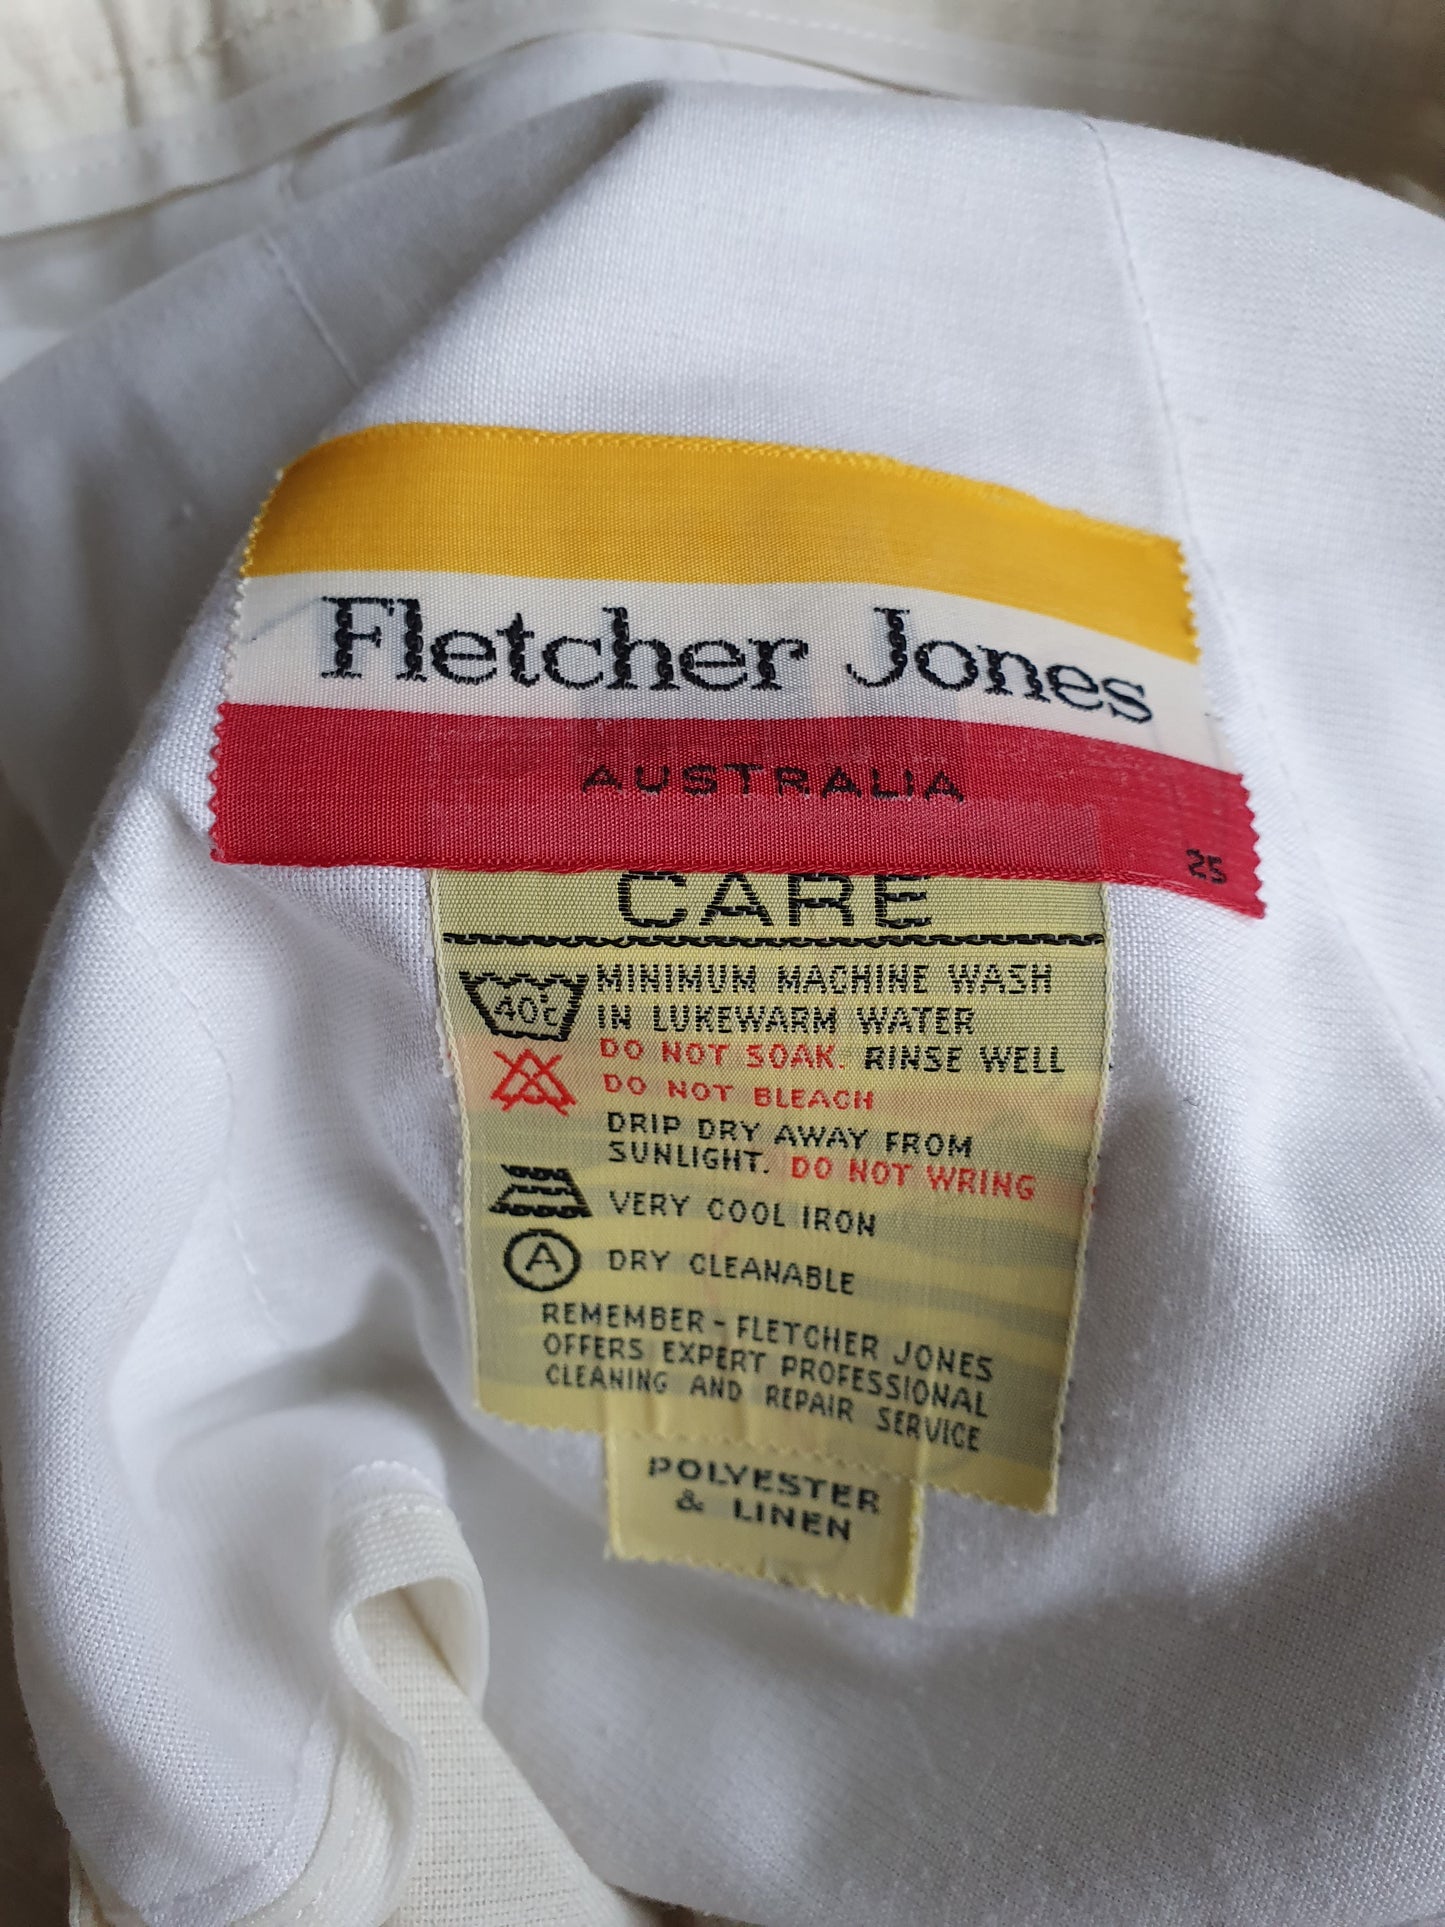 Fletcher Jones
AUSTRALIA
25
CARE
40°C MINIMUM MACHINE WASH
IN LUKEWARM WATER
DO NOT SOAK. RINSE WELL
DO NOT BLEACH
DRIP DRY AWAY FROM
SUNLIGHT. DO NOT WRING
VERY COOL IRON
A DRY CLEANABLE
REMEMBER - FLETCHER JONES
OFFERS EXPERT PROFESSIONAL
CLEANING AND REPAIR SERVICE
POLYESTER
& LINEN